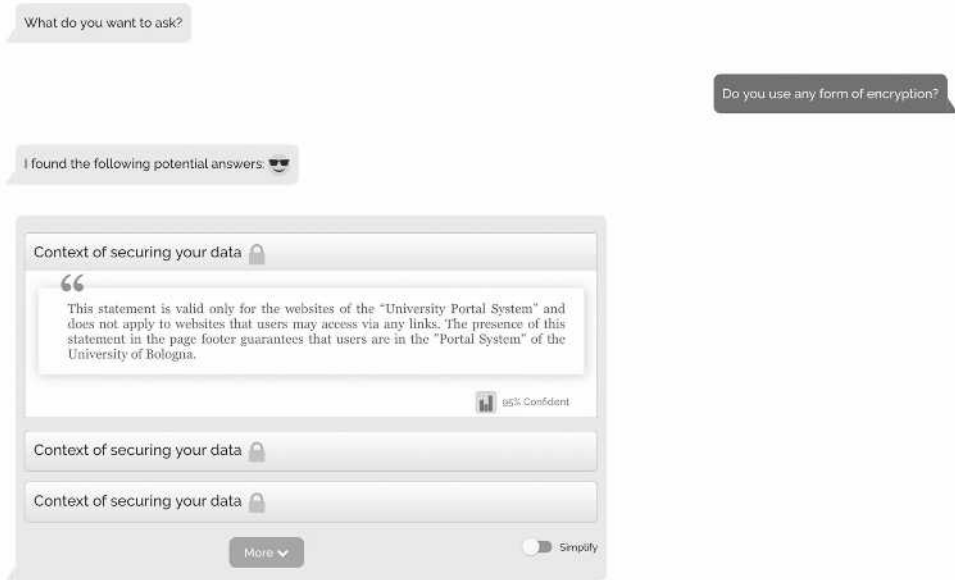 What do you want to ask?
Do you use any form of encryption?
I found the following potential answers:
Context of securing your data
“
This statement is valid only for the websites of the “University Portal System” and
does not apply to websites that users may access via any links. The presence of this
statement in the page footer guarantees that users are in the ”Portal System” of the
University of Bologna.
95% Confident
Context of securing your data
Context of securing your data
More
Simplify